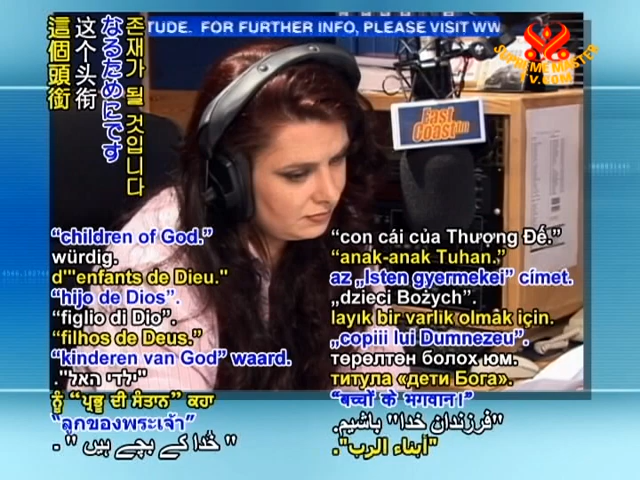 TUDE. FOR FURTHER INFO, PLEASE VISIT WW
SUPREME MASTER
TV.COM
존재가 될 것입니다
なるためにです
这个头衔
這個頭銜
East
Coast fm
“children of God.”
würdig.
d'"enfants de Dieu."
“hijo de Dios”.
“figlio di Dio”.
“filhos de Deus.”
“kinderen van God” waard.
"ילדי האל".
ਨੂੰ “ਪ੍ਰਭੂ ਦੀ ਸੰਤਾਨ” ਕਹਾ
“ลูกของพระเจ้า”
" خُدا کے بچے ہیں " ۔
“con cái của Thượng Đế.”
“anak-anak Tuhan.”
az „Isten gyermekei” címet.
„dzieci Bożych”.
layık bir varlık olmak için.
„copiii lui Dumnezeu”.
төрөлтөн болох юм.
титула «дети Бога».
“बच्चों के भगवान।”
"فرزندان خدا" باشیم.
"أبناء الرب".